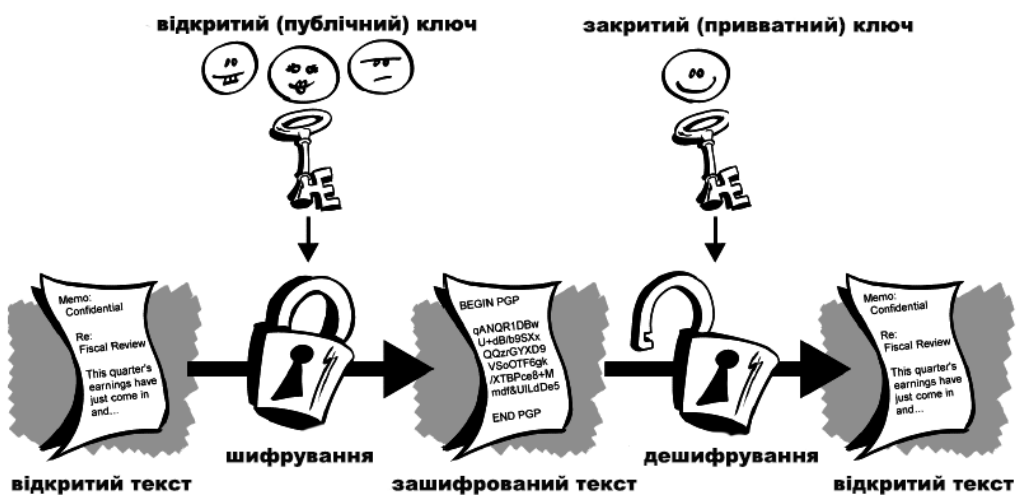 відкритий (публічний) ключ
закритий (привватний) ключ
Memo:
Confidential
Re:
Fiscal Review
This quarter's
earnings have
just come in
and...
BEGIN PGP
qANQR1DBw
U+dB/b9SXx
QQzrGYXD9
VSoOTF6gk
/XTBPce8+M
mdf&UILdDe5
END PGP
Memo:
Confidential
Re:
Fiscal Review
This quarter's
earnings have
just come in
and...
шифрування
дешифрування
відкритий текст
зашифрований текст
відкритий текст